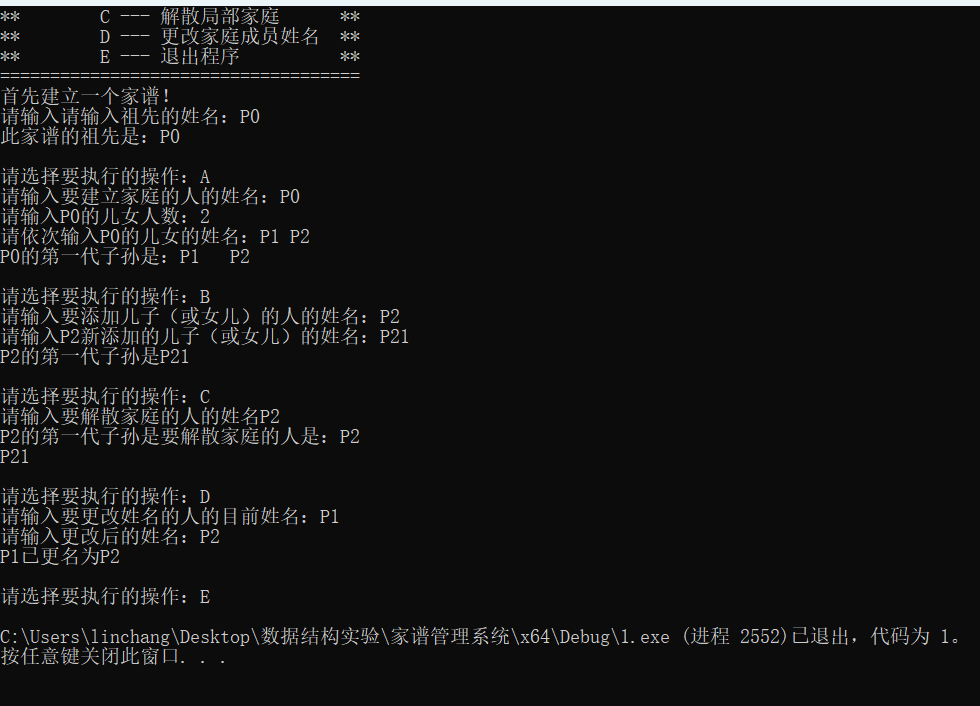 **        C --- 解散局部家庭      **
**        D --- 更改家庭成员姓名  **
**        E --- 退出程序          **
====================================
首先建立一个家谱!
请输入请输入祖先的姓名：P0
此家谱的祖先是：P0
请选择要执行的操作：A
请输入要建立家庭的人的姓名：P0
请输入P0的儿女人数：2
请依次输入P0的儿女的姓名：P1 P2
P0的第一代子孙是：P1   P2
请选择要执行的操作：B
请输入要添加儿子（或女儿）的人的姓名：P2
请输入P2新添加的儿子（或女儿）的姓名：P21
P2的第一代子孙是P21
请选择要执行的操作：C
请输入要解散家庭的人的姓名P2
P2的第一代子孙是要解散家庭的人是：P2
P21
请选择要执行的操作：D
请输入要更改姓名的人的目前姓名：P1
请输入更改后的姓名：P2
P1已更名为P2
请选择要执行的操作：E
C:\Users\linchang\Desktop\数据结构实验\家谱管理系统\x64\Debug\1.exe (进程 2552)已退出，代码为 1。
按任意键关闭此窗口. . .